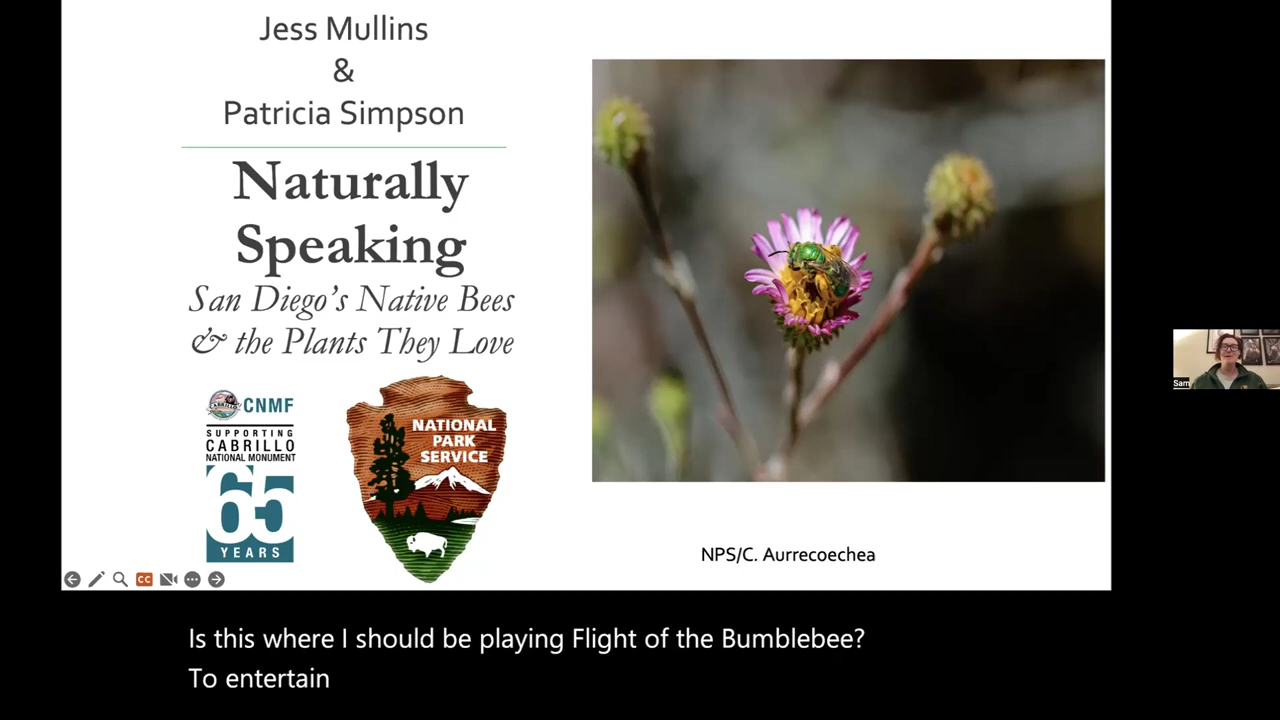 Jess Mullins
&
Patricia Simpson
Naturally
Speaking
San Diego's Native Bees
& the Plants They Love
CABRILLO
CNMF
SUPPORTING
CABRILLO
NATIONAL MONUMENT
65
YEARS
NATIONAL
PARK
SERVICE
NPS/C. Aurrecoechea
CC
Sam
Is this where I should be playing Flight of the Bumblebee?
To entertain